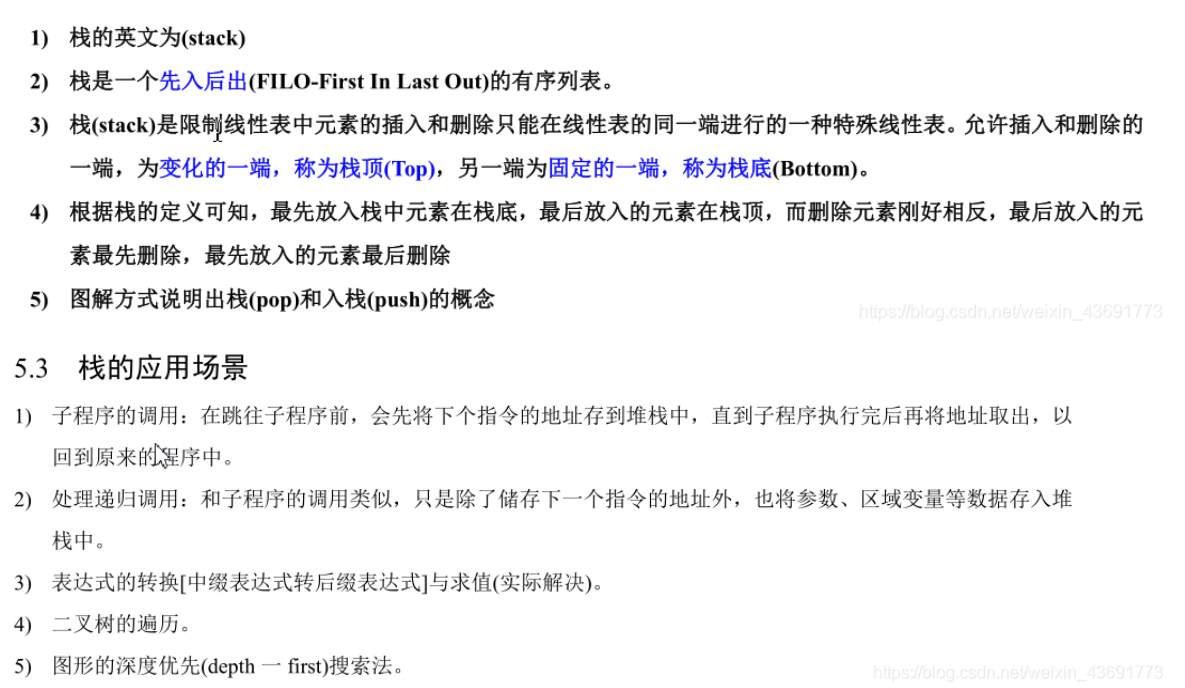 1) 栈的英文为(stack)
2) 栈是一个先入后出(FILO-First In Last Out)的有序列表。
3) 栈(stack)是限制线性表中元素的插入和删除只能在线性表的同一端进行的一种特殊线性表。允许插入和删除的
一端，为变化的一端，称为栈顶(Top)，另一端为固定的一端，称为栈底(Bottom)。
4) 根据栈的定义可知，最先放入栈中元素在栈底，最后放入的元素在栈顶，而删除元素刚好相反，最后放入的元
素最先删除，最先放入的元素最后删除
5) 图解方式说明出栈(pop)和入栈(push)的概念
https://blog.csdn.net/weixin_43691773
5.3 栈的应用场景
1) 子程序的调用：在跳往子程序前，会先将下个指令的地址存到堆栈中，直到子程序执行完后再将地址取出，以
回到原来的程序中。
2) 处理递归调用：和子程序的调用类似，只是除了储存下一个指令的地址外，也将参数、区域变量等数据存入堆
栈中。
3) 表达式的转换[中缀表达式转后缀表达式]与求值(实际解决)。
4) 二叉树的遍历。
5) 图形的深度优先(depth 一 first)搜索法。
https://blog.csdn.net/weixin_43691773